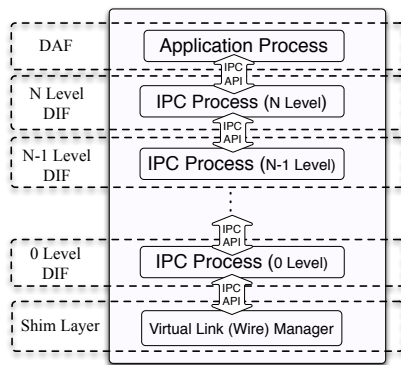 DAF
Application Process
IPC
API
N Level
DIF
IPC Process (N Level)
IPC
API
N-1 Level
DIF
IPC Process (N-1 Level)
IPC
API
0 Level
DIF
IPC Process (0 Level)
IPC
API
Shim Layer
Virtual Link (Wire) Manager